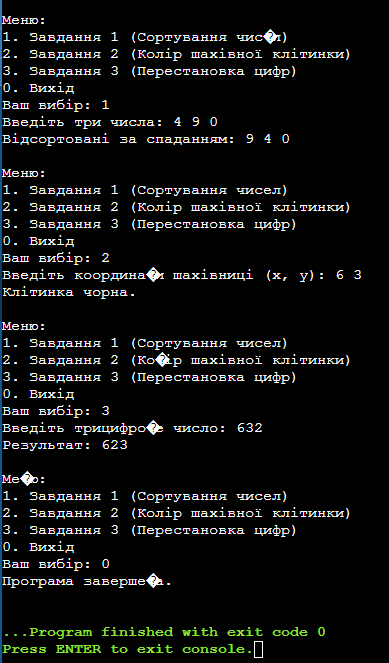 Меню:
1. Завдання 1 (Сортування чис�л)
2. Завдання 2 (Колір шахівної клітинки)
3. Завдання 3 (Перестановка цифр)
0. Вихід
Ваш вибір: 1
Введіть три числа: 4 9 0
Відсортовані за спаданням: 9 4 0
Меню:
1. Завдання 1 (Сортування чисел)
2. Завдання 2 (Колір шахівної клітинки)
3. Завдання 3 (Перестановка цифр)
0. Вихід
Ваш вибір: 2
Введіть координа�и шахівниці (x, y): 6 3
Клітинка чорна.
Меню:
1. Завдання 1 (Сортування чисел)
2. Завдання 2 (Ко�ір шахівної клітинки)
3. Завдання 3 (Перестановка цифр)
0. Вихід
Ваш вибір: 3
Введіть трицифро�е число: 632
Результат: 623
Ме�ю:
1. Завдання 1 (Сортування чисел)
2. Завдання 2 (Колір шахівної клітинки)
3. Завдання 3 (Перестановка цифр)
0. Вихід
Ваш вибір: 0
Програма заверше�а.
...Program finished with exit code 0
Press ENTER to exit console.